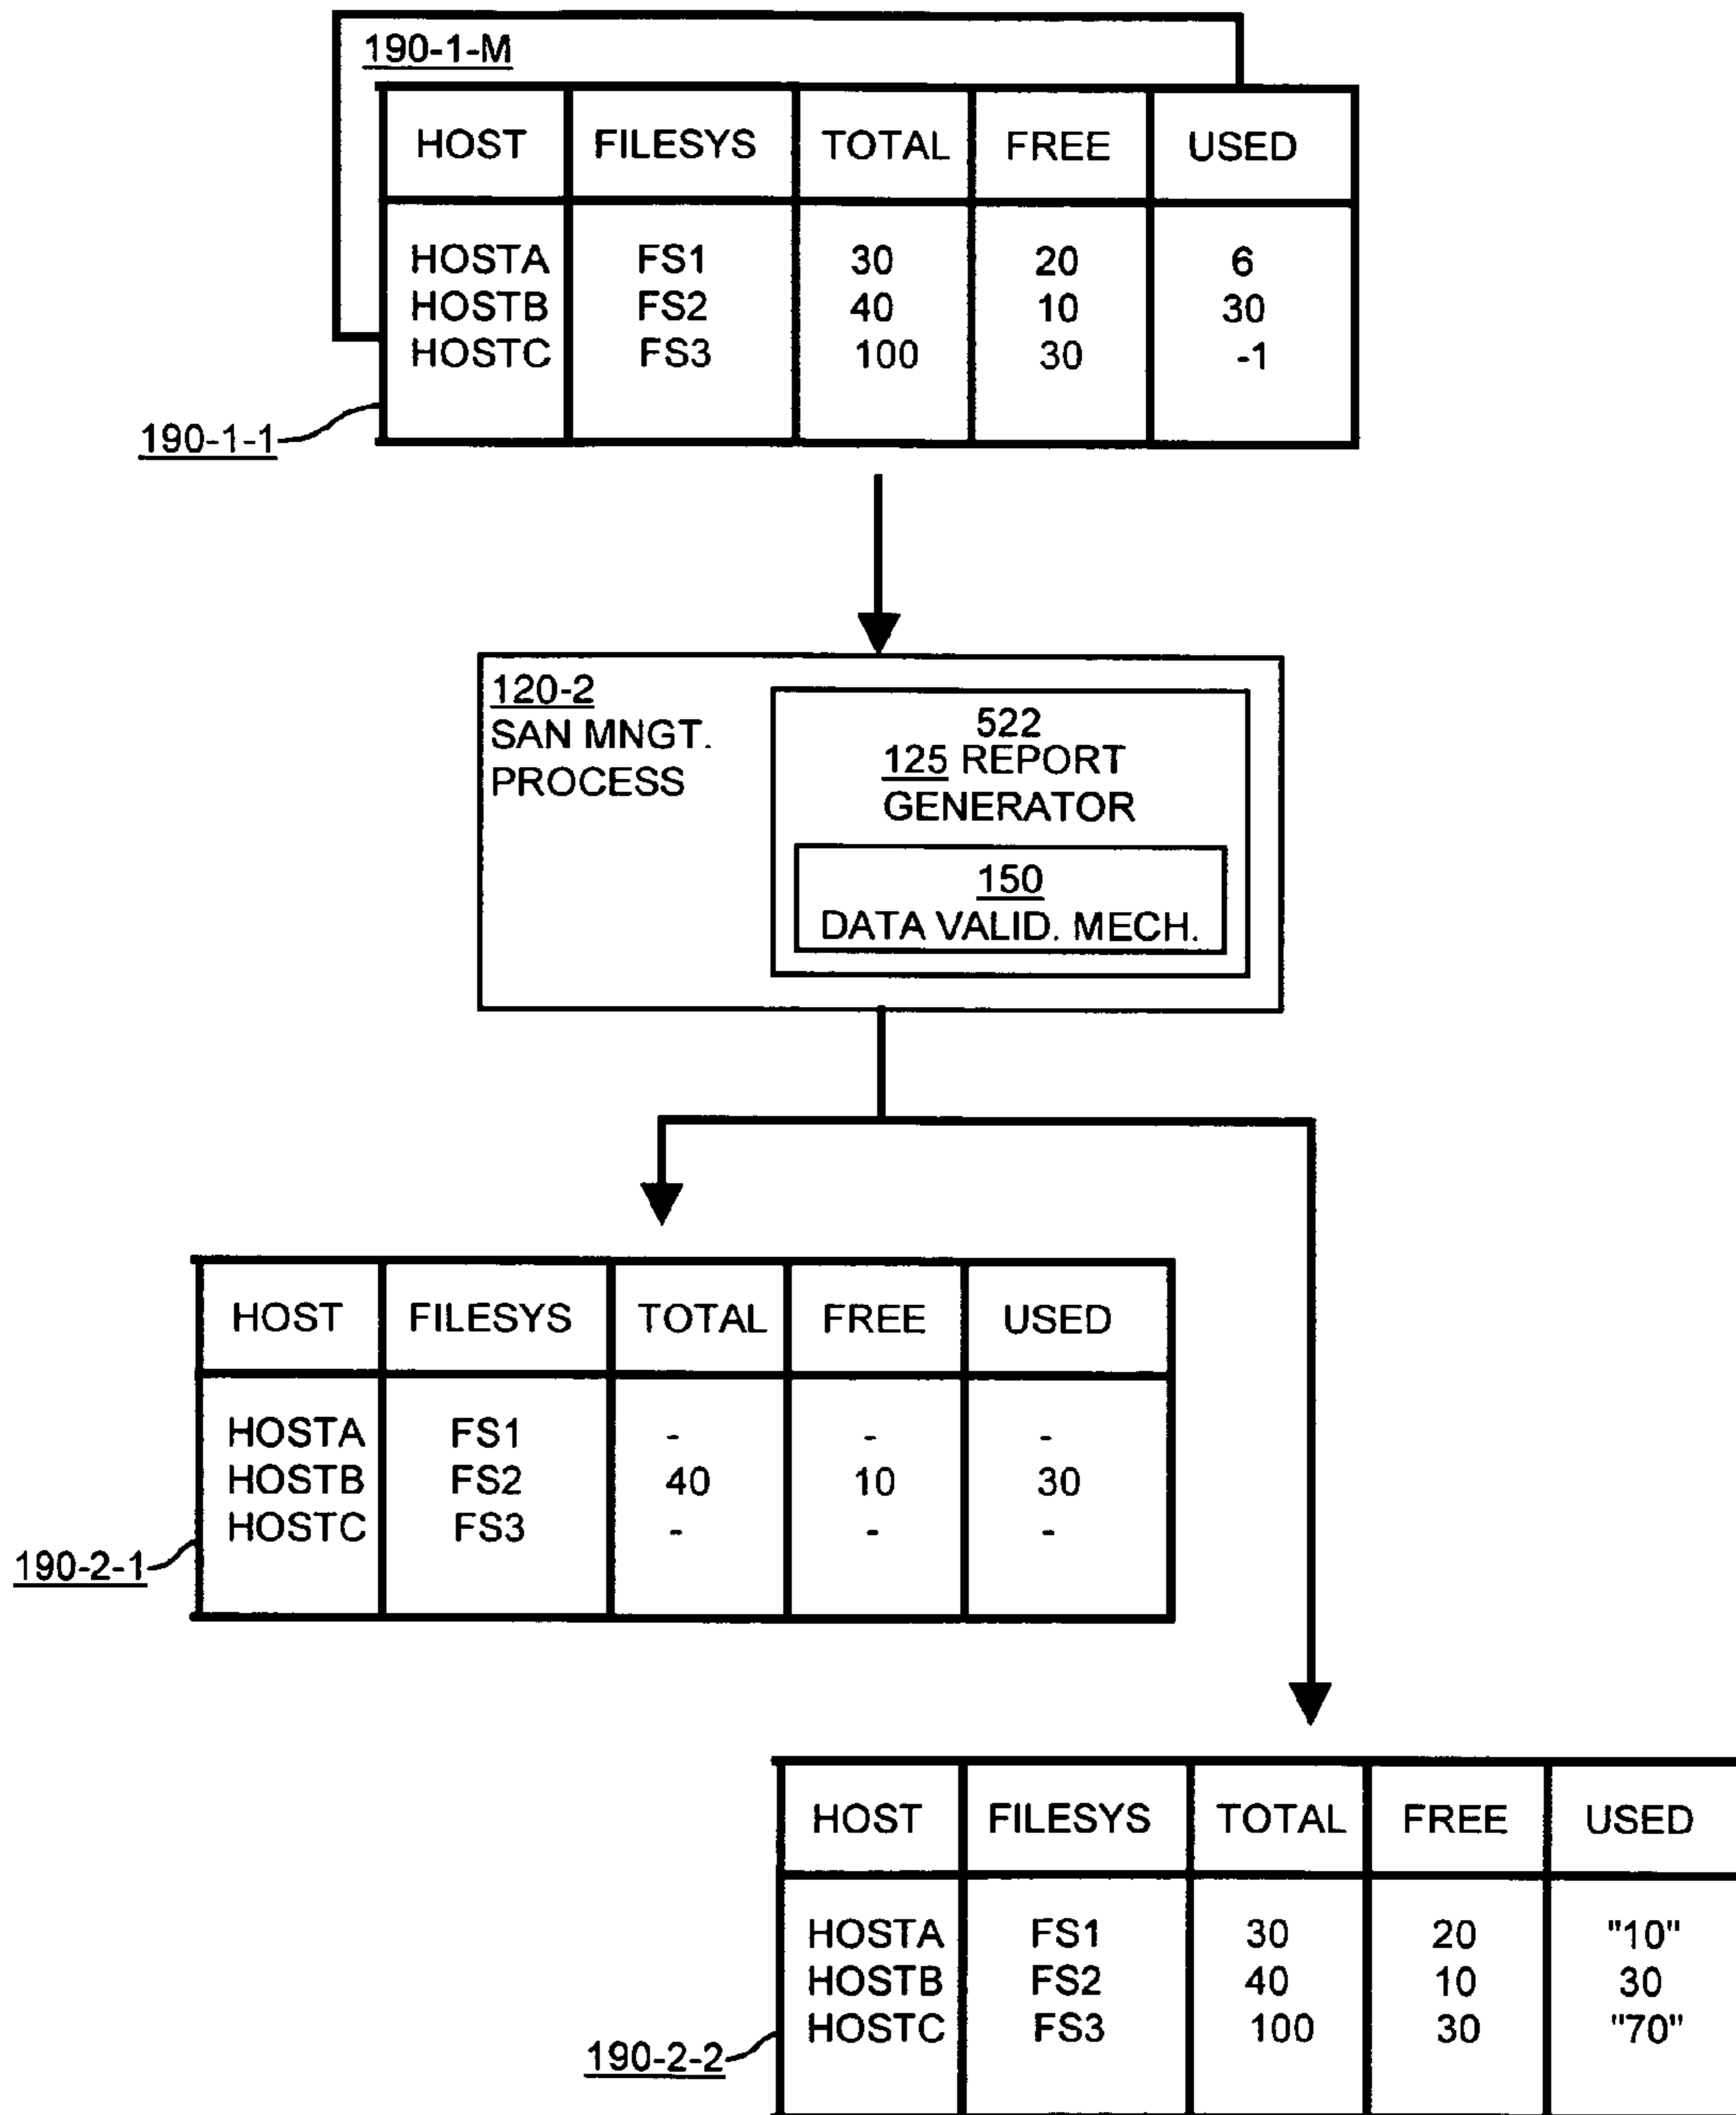 190-1-M
HOST FILESYS TOTAL FREE USED
HOSTA FS1 30 20 6
HOSTB FS2 40 10 30
HOSTC FS3 100 30 -1
190-1-1
120-2
SAN MNGT.
PROCESS
522
125 REPORT
GENERATOR
150
DATA VALID. MECH.
HOST FILESYS TOTAL FREE USED
HOSTA FS1 - - -
HOSTB FS2 40 10 30
HOSTC FS3 - - -
190-2-1
HOST FILESYS TOTAL FREE USED
HOSTA FS1 30 20 "10"
HOSTB FS2 40 10 30
HOSTC FS3 100 30 "70"
190-2-2